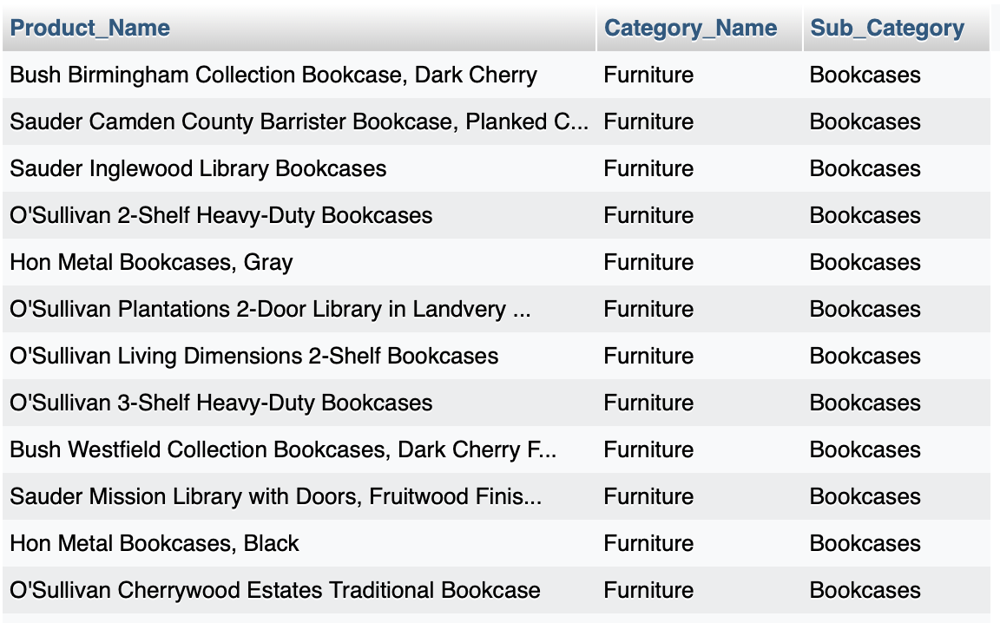 Product_Name Category_Name Sub_Category
Bush Birmingham Collection Bookcase, Dark Cherry Furniture Bookcases
Sauder Camden County Barrister Bookcase, Planked C... Furniture Bookcases
Sauder Inglewood Library Bookcases Furniture Bookcases
O'Sullivan 2-Shelf Heavy-Duty Bookcases Furniture Bookcases
Hon Metal Bookcases, Gray Furniture Bookcases
O'Sullivan Plantations 2-Door Library in Landvery ... Furniture Bookcases
O'Sullivan Living Dimensions 2-Shelf Bookcases Furniture Bookcases
O'Sullivan 3-Shelf Heavy-Duty Bookcases Furniture Bookcases
Bush Westfield Collection Bookcases, Dark Cherry F... Furniture Bookcases
Sauder Mission Library with Doors, Fruitwood Finis... Furniture Bookcases
Hon Metal Bookcases, Black Furniture Bookcases
O'Sullivan Cherrywood Estates Traditional Bookcase Furniture Bookcases